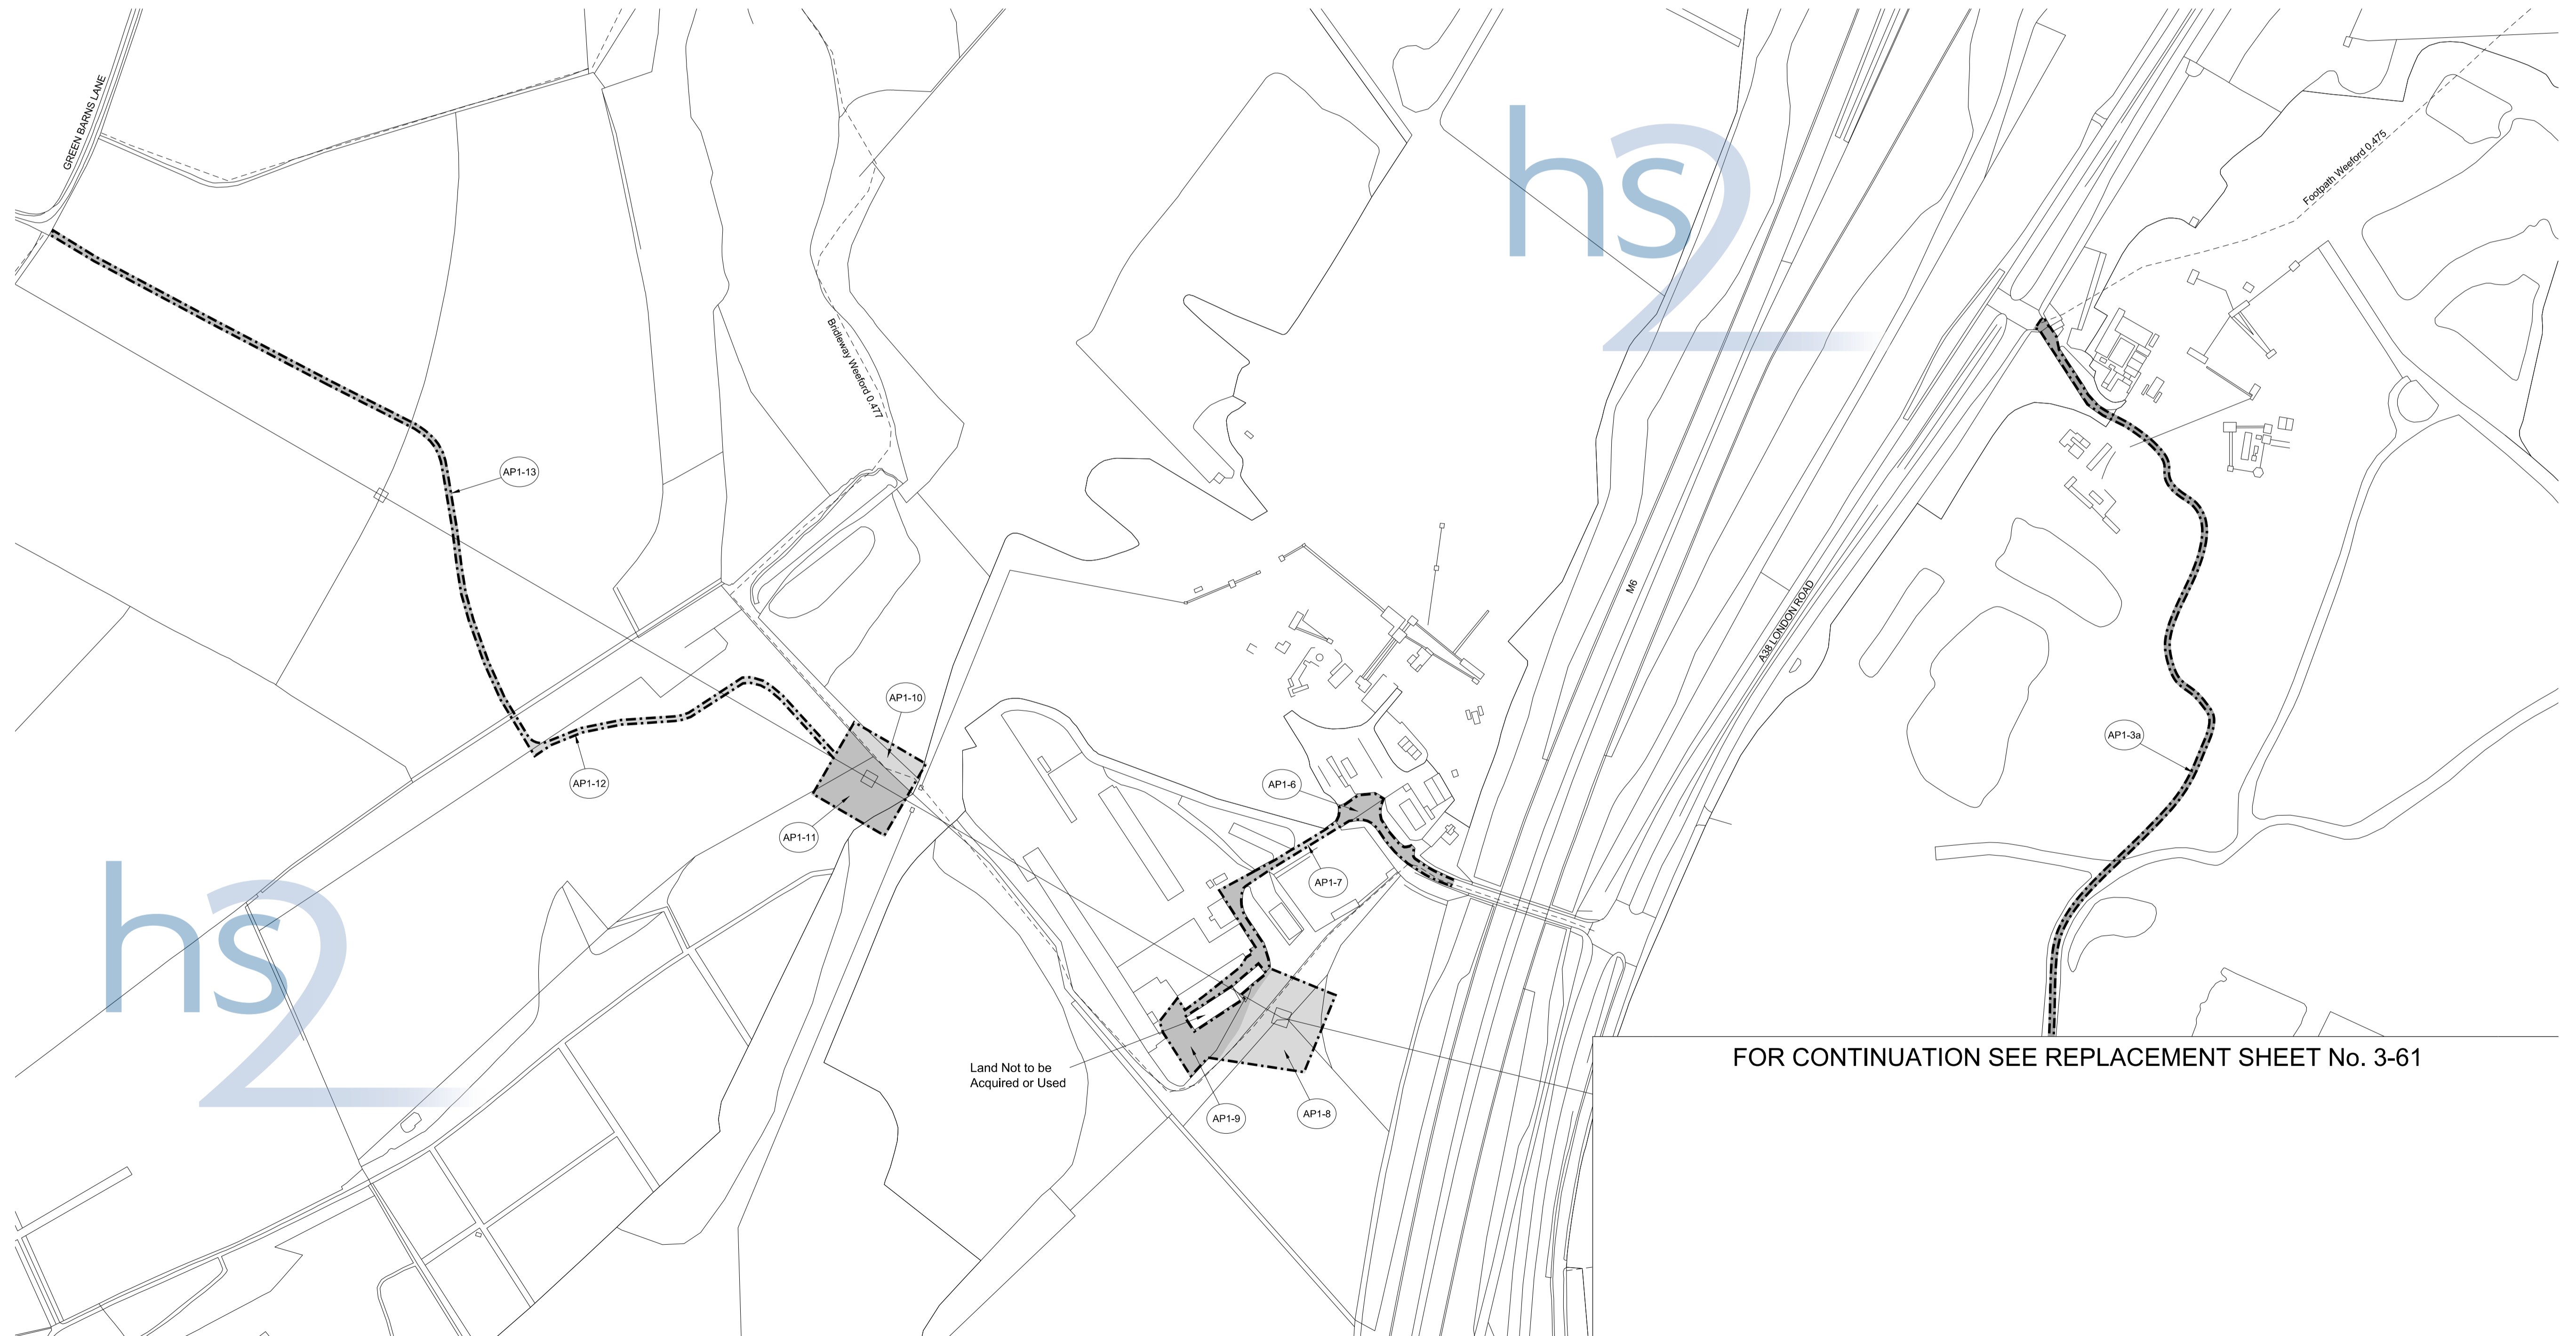 GREEN BARNS LANE
hs2
Footpath Weeford 0.475
Bridleway Weeford 0.477
AP1-13
M6
A38 LONDON ROAD
AP1-10
AP1-3a
AP1-12
AP1-6
AP1-11
AP1-7
hs2
Land Not to be
Acquired or Used
FOR CONTINUATION SEE REPLACEMENT SHEET No. 3-61
AP1-9
AP1-8